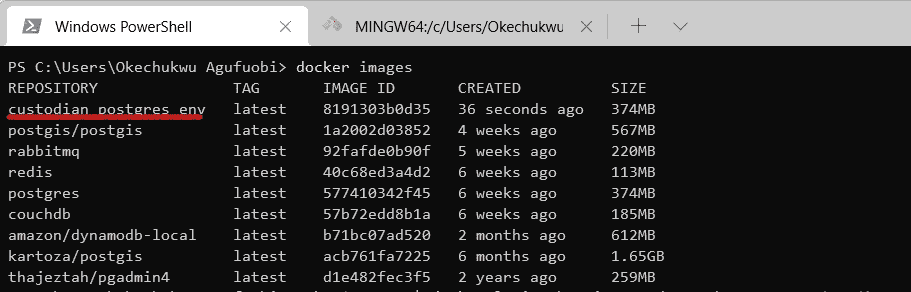 Windows PowerShell
MINGW64:/c/Users/Okechukwu
PS C:\Users\Okechukwu Agufuobi> docker images
REPOSITORY TAG IMAGE ID CREATED SIZE
custodian_postgres_env latest 8191303b0d35 36 seconds ago 374MB
postgis/postgis latest 1a2002d03852 4 weeks ago 567MB
rabbitmq latest 92fafde0b90f 5 weeks ago 220MB
redis latest 40c68ed3a4d2 6 weeks ago 113MB
postgres latest 577410342f45 6 weeks ago 374MB
couchdb latest 57b72edd8b1a 6 weeks ago 185MB
amazon/dynamodb-local latest b71bc07ad520 2 months ago 612MB
kartoza/postgis latest acb761fa7225 6 months ago 1.65GB
thajeztah/pgadmin4 latest d1e482fec3f5 2 years ago 259MB